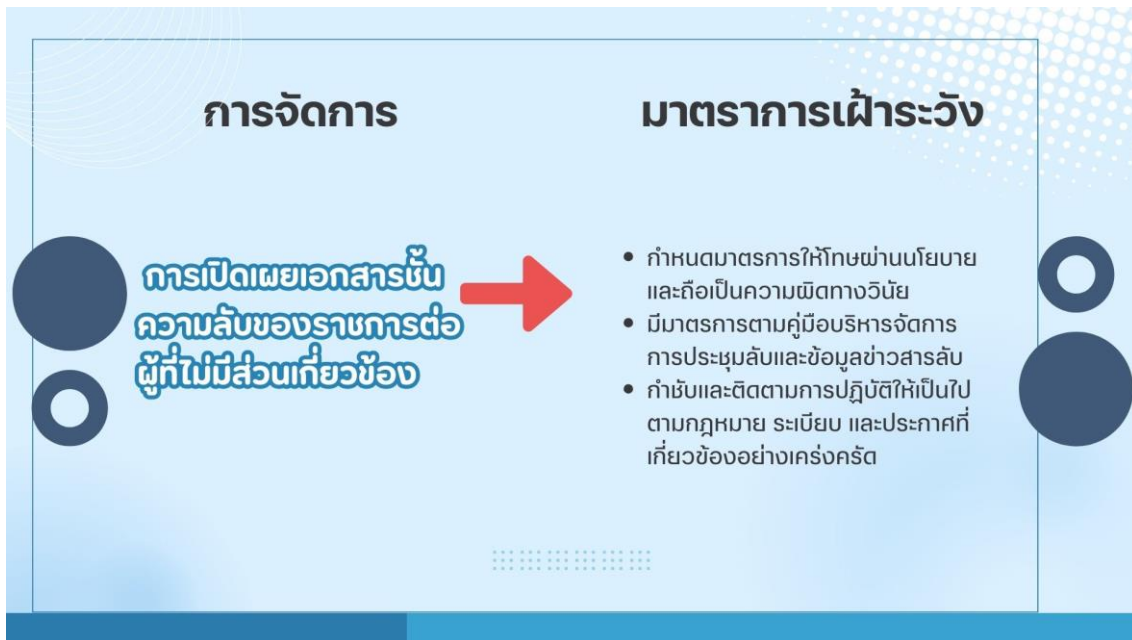 การจัดการ
มาตราการเฝ้าระวัง
การเปิดเผยเอกสารชั้น
ความลับของราชการต่อ
ผู้ที่ไม่มีส่วนเกี่ยวข้อง
• กำหนดมาตรการให้โทษผ่านนโยบาย
และถือเป็นความผิดทางวินัย
• มีมาตรการตามคู่มือบริหารจัดการ
การประชุมลับและข้อมูลข่าวสารลับ
• กำชับและติดตามการปฏิบัติให้เป็นไป
ตามกฎหมาย ระเบียบ และประกาศที่
เกี่ยวข้องอย่างเคร่งครัด